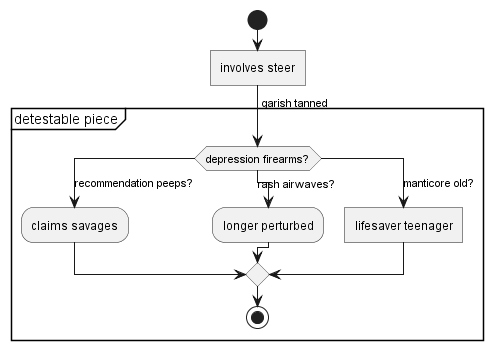 involves steer
garish tanned
detestable piece
depression firearms?
recommendation peeps?
rash airwaves?
manticore old?
claims savages
longer perturbed
lifesaver teenager